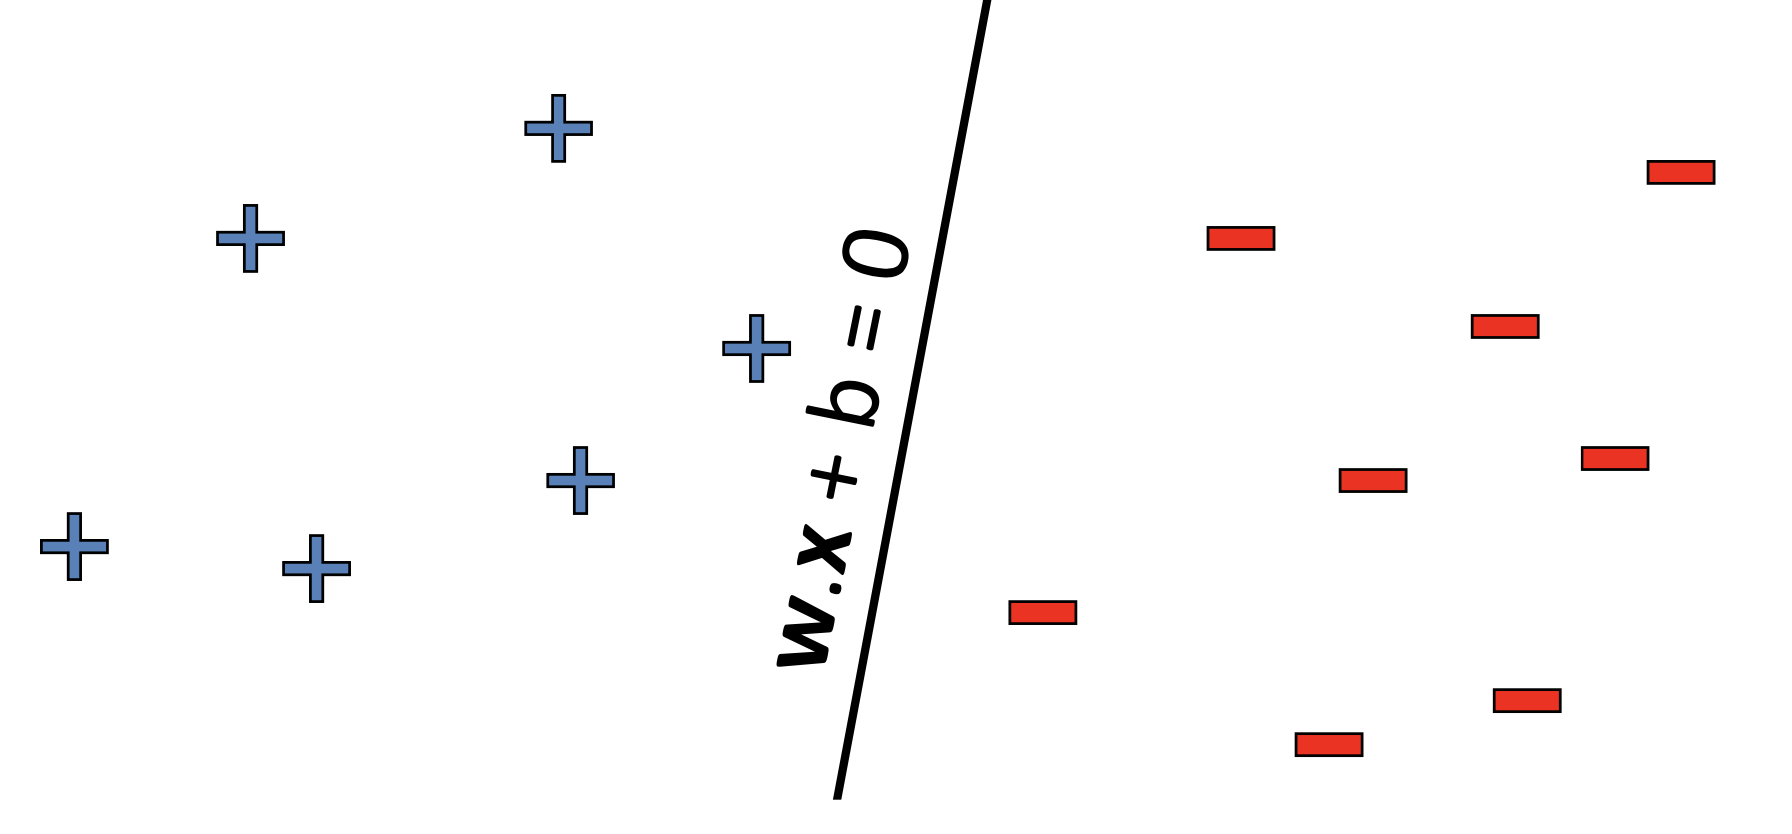 w.x + b = 0